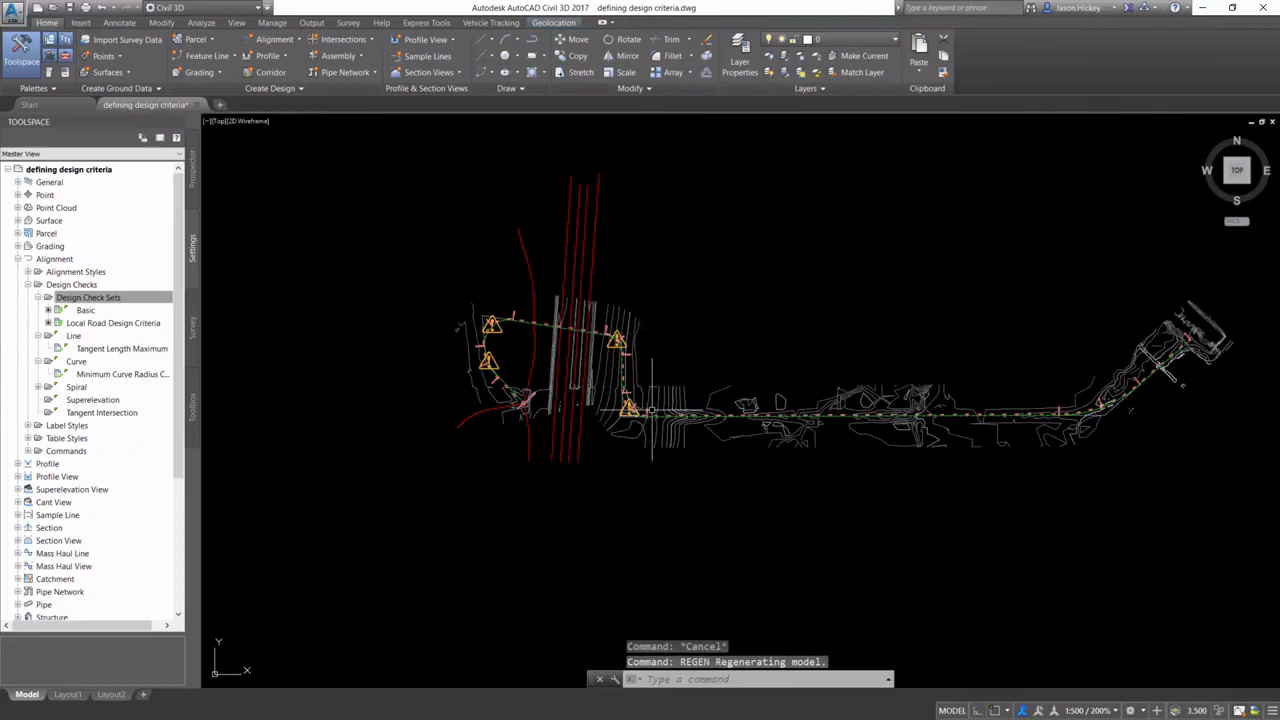 Civil 3D
Autodesk AutoCAD Civil 3D 2017 defining design criteria.dwg
Type a keyword or phrase
Jason.Hickey
Home Insert Annotate Modify Analyze View Manage Output Survey Help Express Tools Vehicle Tracking Geolocation
Toolspace
Palettes
Import Survey Data
Points
Surfaces
Create Ground Data
Parcel
Feature Line
Grading
Alignment
Profile
Corridor
Intersections
Assembly
Pipe Network
Create Design
Profile View
Sample Lines
Section Views
Profile & Section Views
Draw
Move Rotate Trim
Copy Mirror Fillet
Stretch Scale Array
Modify
Layer
Properties
0
Make Current
Match Layer
Layers
Paste
Clipboard
Start
defining design criteria*
TOOLSPACE
Master View
defining design criteria
General
Point
Point Cloud
Surface
Parcel
Grading
Alignment
Alignment Styles
Design Checks
Design Check Sets
Basic
Local Road Design Criteria
Line
Tangent Length Maximum
Curve
Minimum Curve Radius C...
Spiral
Superelevation
Tangent Intersection
Label Styles
Table Styles
Commands
Profile
Profile View
Superelevation View
Cant View
Sample Line
Section
Section View
Mass Haul Line
Mass Haul View
Catchment
Pipe Network
Pipe
Structure
Prospector
Settings
Survey
Toolbox
[−][Top][2D Wireframe]
N
W TOP E
S
WCS
Y
X
Command: *Cancel*
Command: REGEN Regenerating model.
Type a command
Model Layout1 Layout2
MODEL 1:500 / 200% 3.500